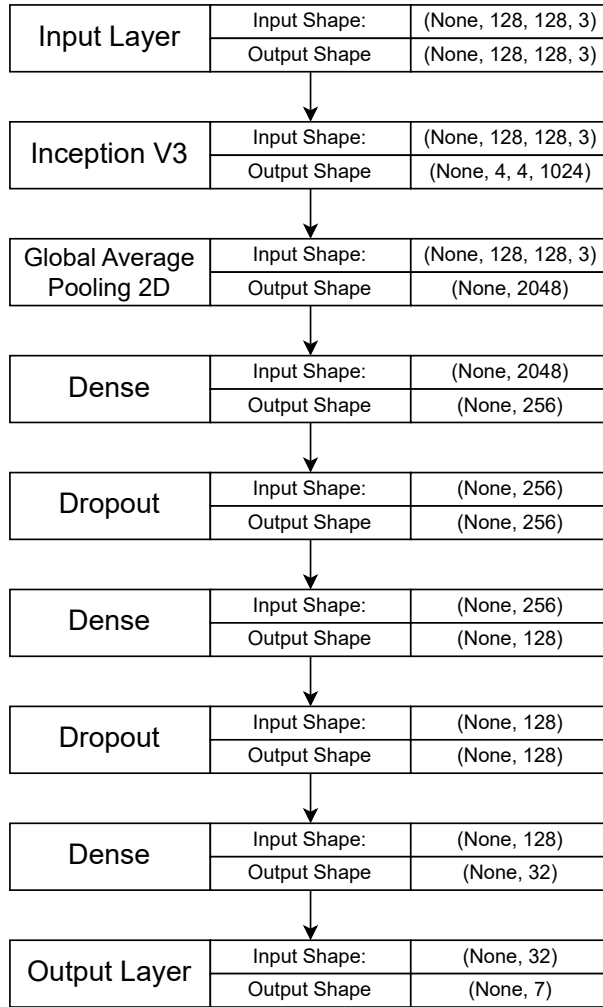 Input Layer
Input Shape: (None, 128, 128, 3)
Output Shape (None, 128, 128, 3)
Inception V3
Input Shape: (None, 128, 128, 3)
Output Shape (None, 4, 4, 1024)
Global Average
Pooling 2D
Input Shape: (None, 128, 128, 3)
Output Shape (None, 2048)
Dense
Input Shape: (None, 2048)
Output Shape (None, 256)
Dropout
Input Shape: (None, 256)
Output Shape (None, 256)
Dense
Input Shape: (None, 256)
Output Shape (None, 128)
Dropout
Input Shape: (None, 128)
Output Shape (None, 128)
Dense
Input Shape: (None, 128)
Output Shape (None, 32)
Output Layer
Input Shape: (None, 32)
Output Shape (None, 7)